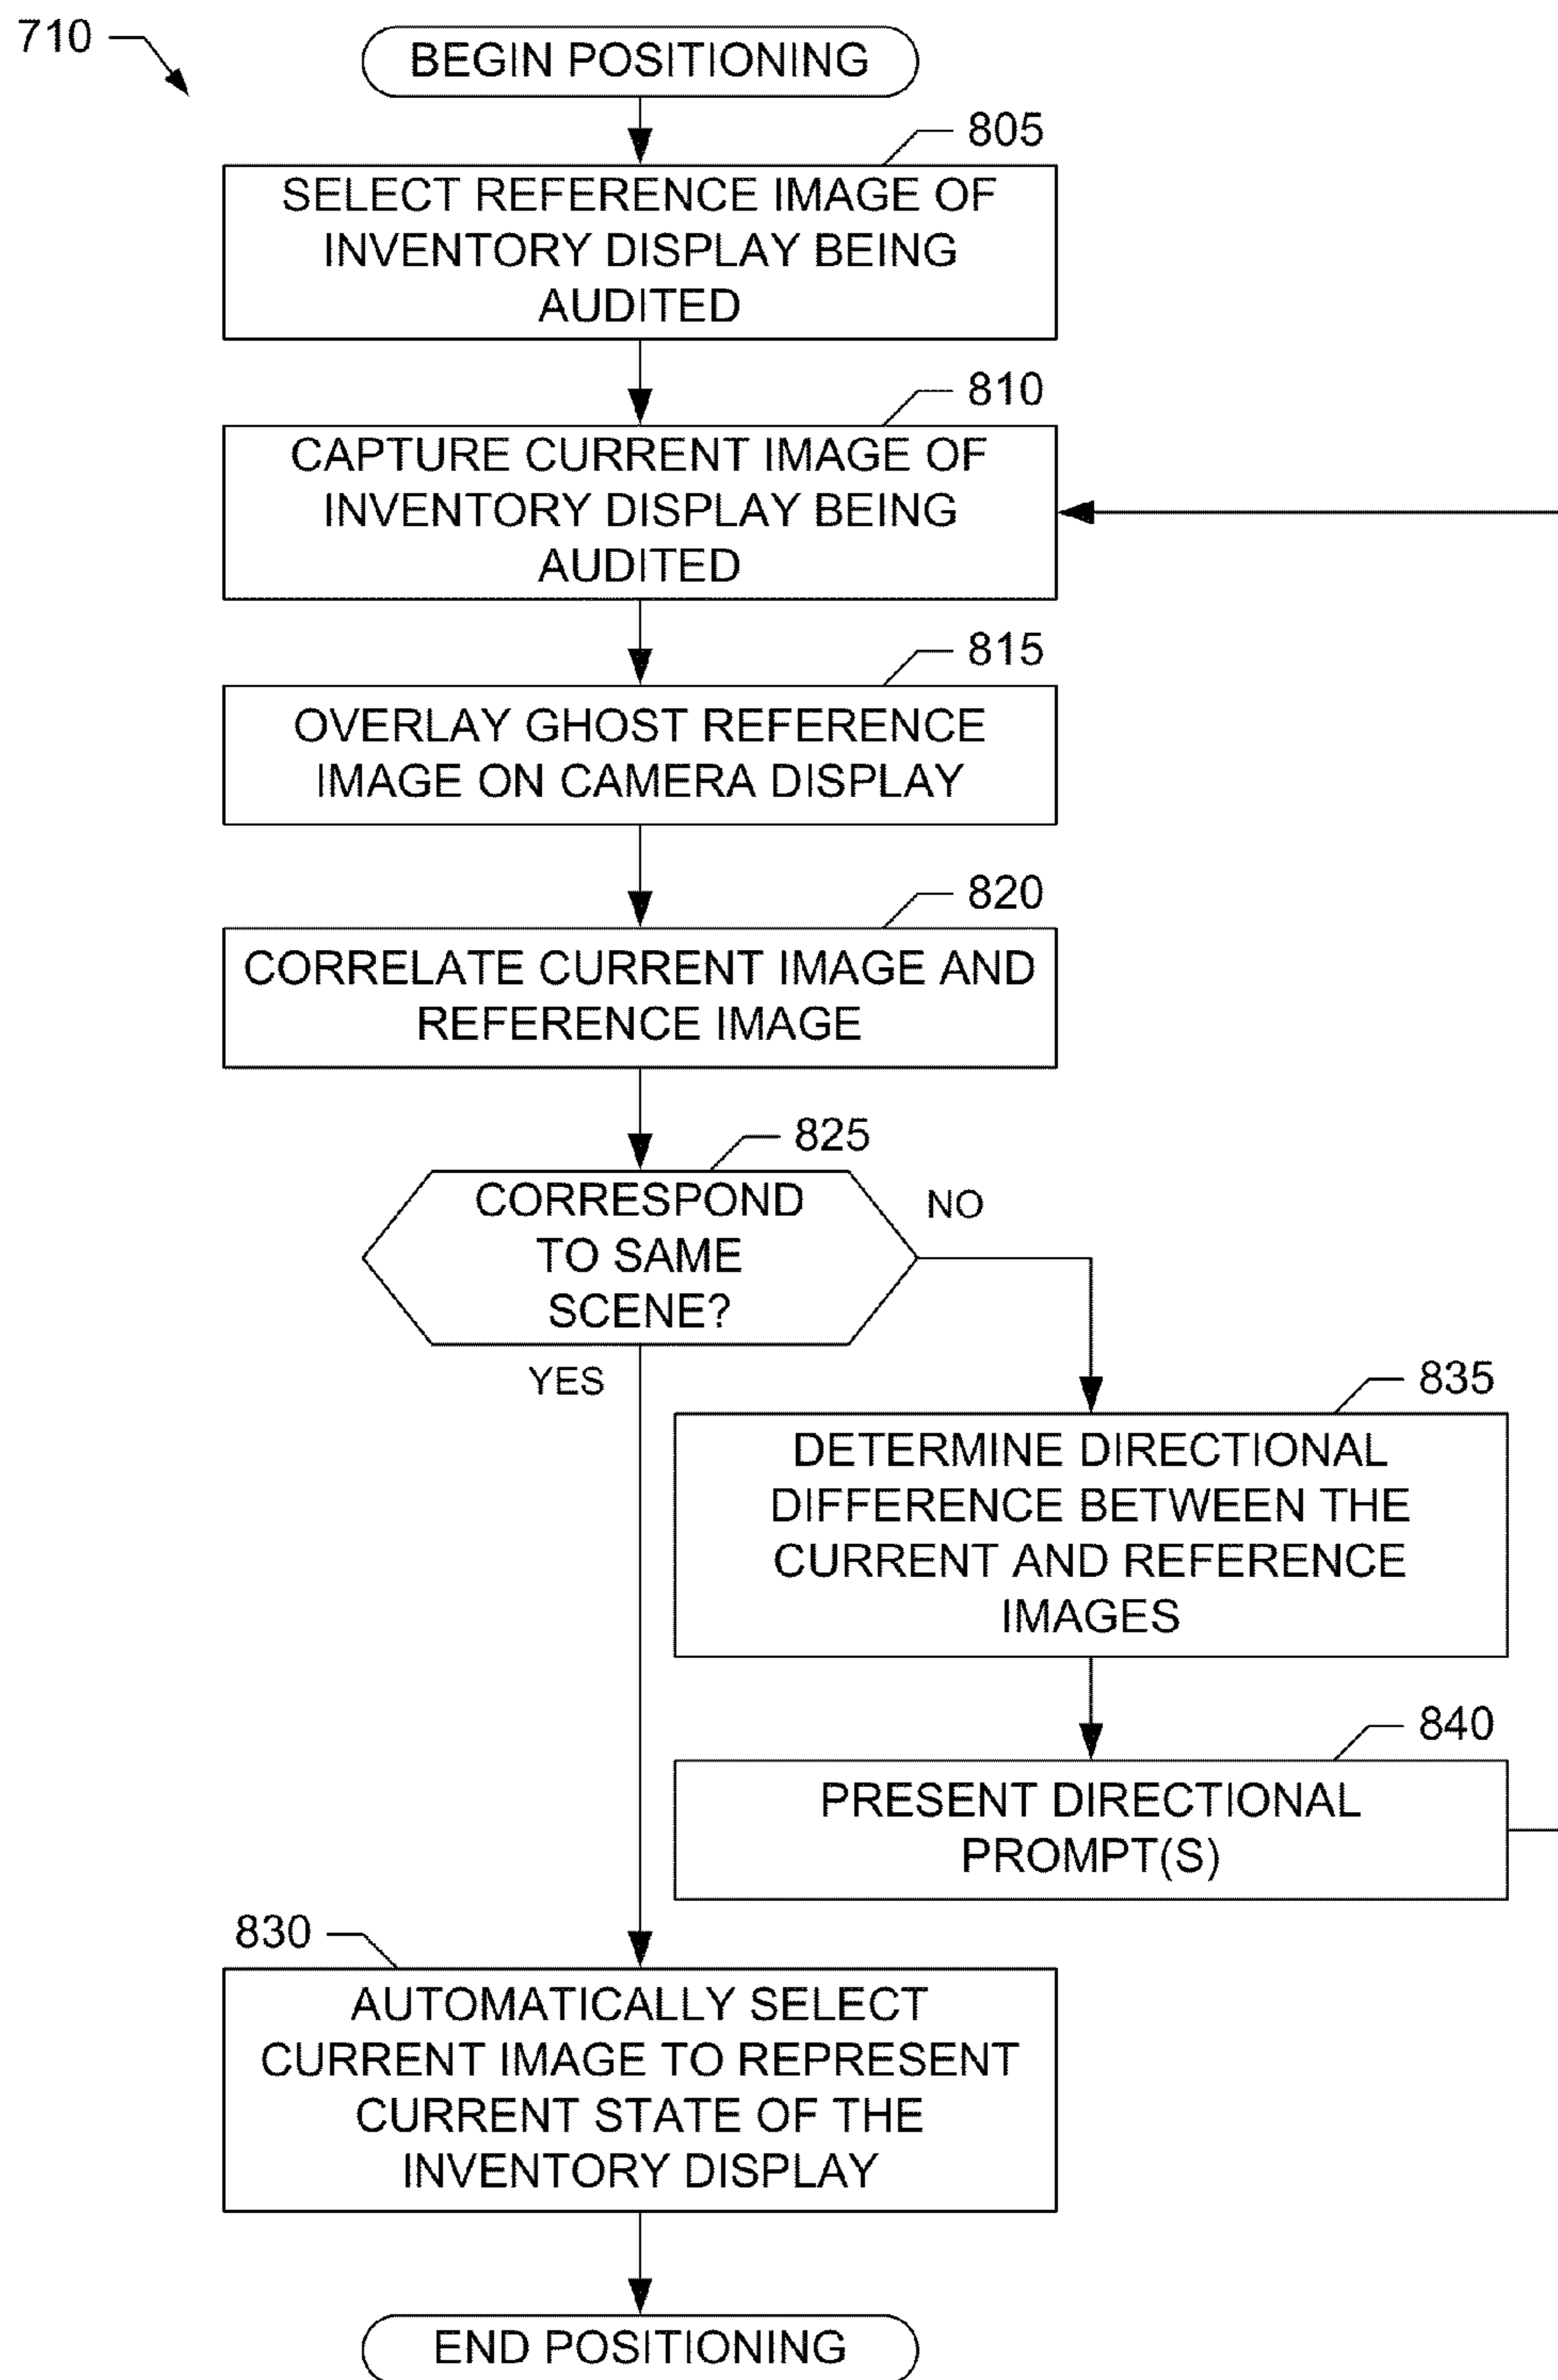 710
BEGIN POSITIONING
805
SELECT REFERENCE IMAGE OF
INVENTORY DISPLAY BEING
AUDITED
810
CAPTURE CURRENT IMAGE OF
INVENTORY DISPLAY BEING
AUDITED
815
OVERLAY GHOST REFERENCE
IMAGE ON CAMERA DISPLAY
820
CORRELATE CURRENT IMAGE AND
REFERENCE IMAGE
825
CORRESPOND
TO SAME
SCENE?
NO
YES
835
DETERMINE DIRECTIONAL
DIFFERENCE BETWEEN THE
CURRENT AND REFERENCE
IMAGES
840
PRESENT DIRECTIONAL
PROMPT(S)
830
AUTOMATICALLY SELECT
CURRENT IMAGE TO REPRESENT
CURRENT STATE OF THE
INVENTORY DISPLAY
END POSITIONING